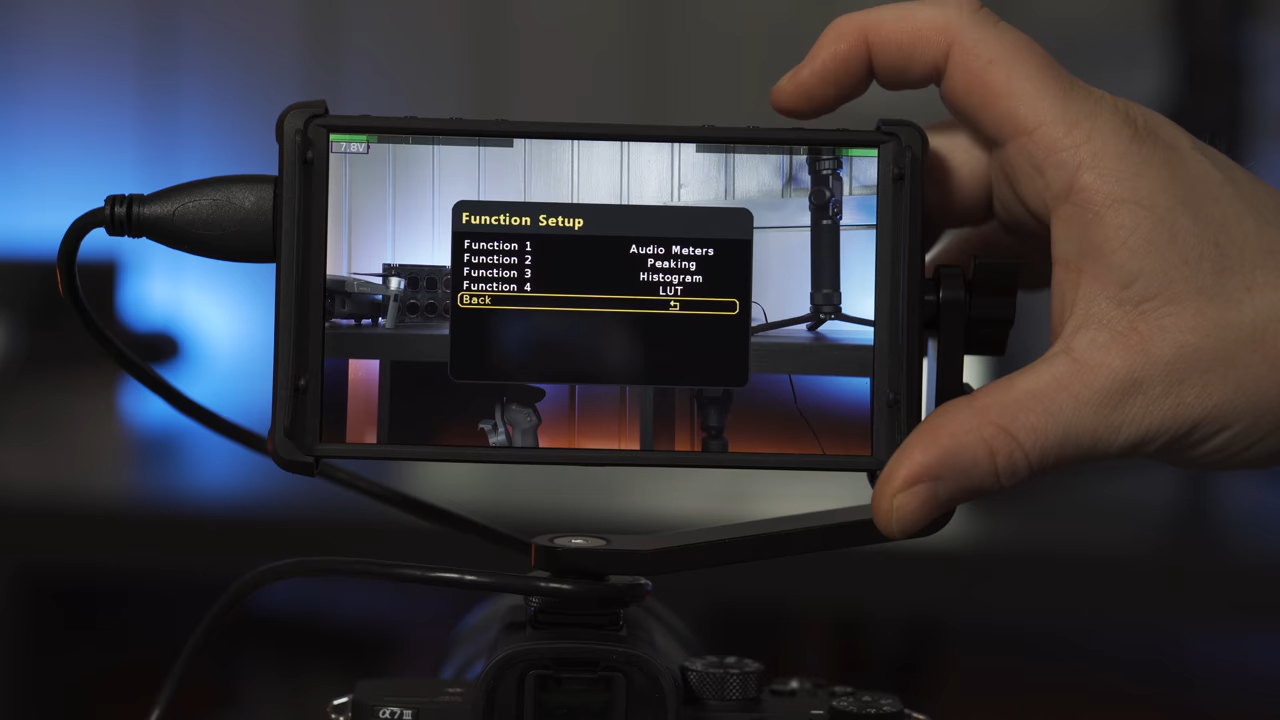 7.8V
Function Setup
Function 1 Audio Meters
Function 2 Peaking
Function 3 Histogram
Function 4 LUT
Back
α7III